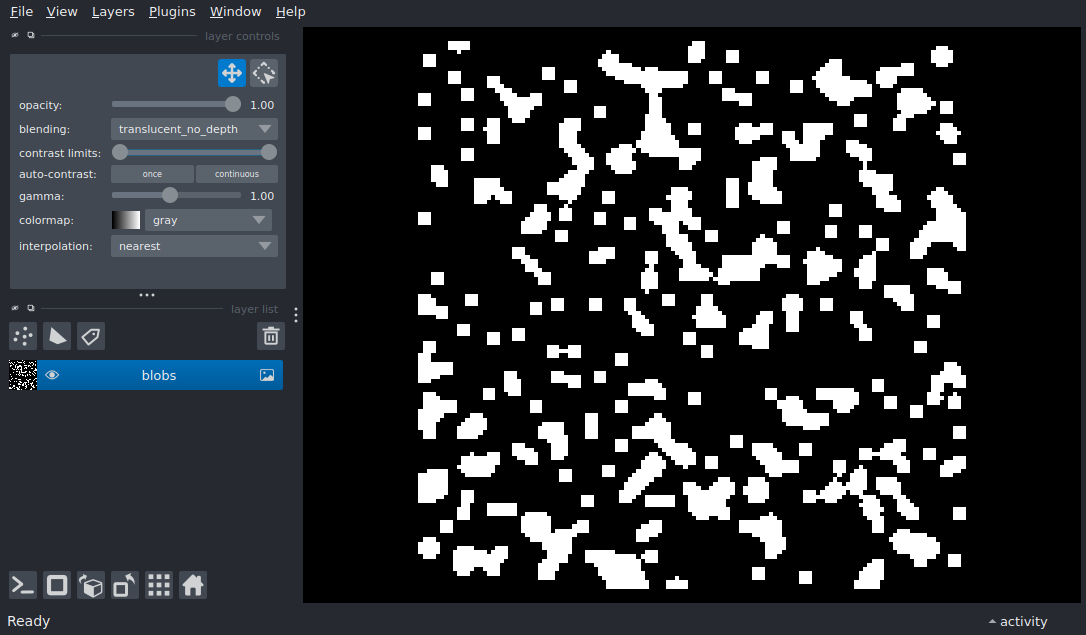 File View Layers Plugins Window Help
layer controls
opacity: 1.00
blending: translucent_no_depth
contrast limits:
auto-contrast: once continuous
gamma: 1.00
colormap: gray
interpolation: nearest
layer list
blobs
Ready
activity